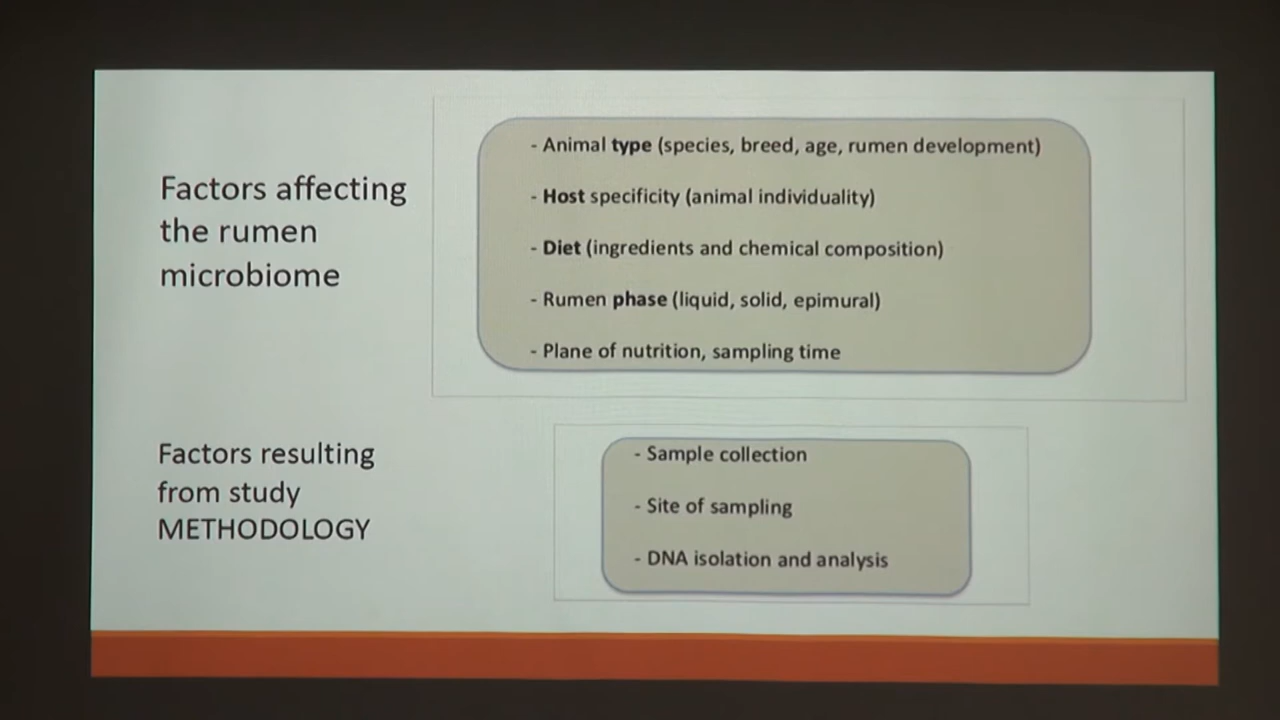 Factors affecting
the rumen
microbiome
- Animal type (species, breed, age, rumen development)
- Host specificity (animal individuality)
- Diet (ingredients and chemical composition)
- Rumen phase (liquid, solid, epimural)
- Plane of nutrition, sampling time
Factors resulting
from study
METHODOLOGY
- Sample collection
- Site of sampling
- DNA isolation and analysis